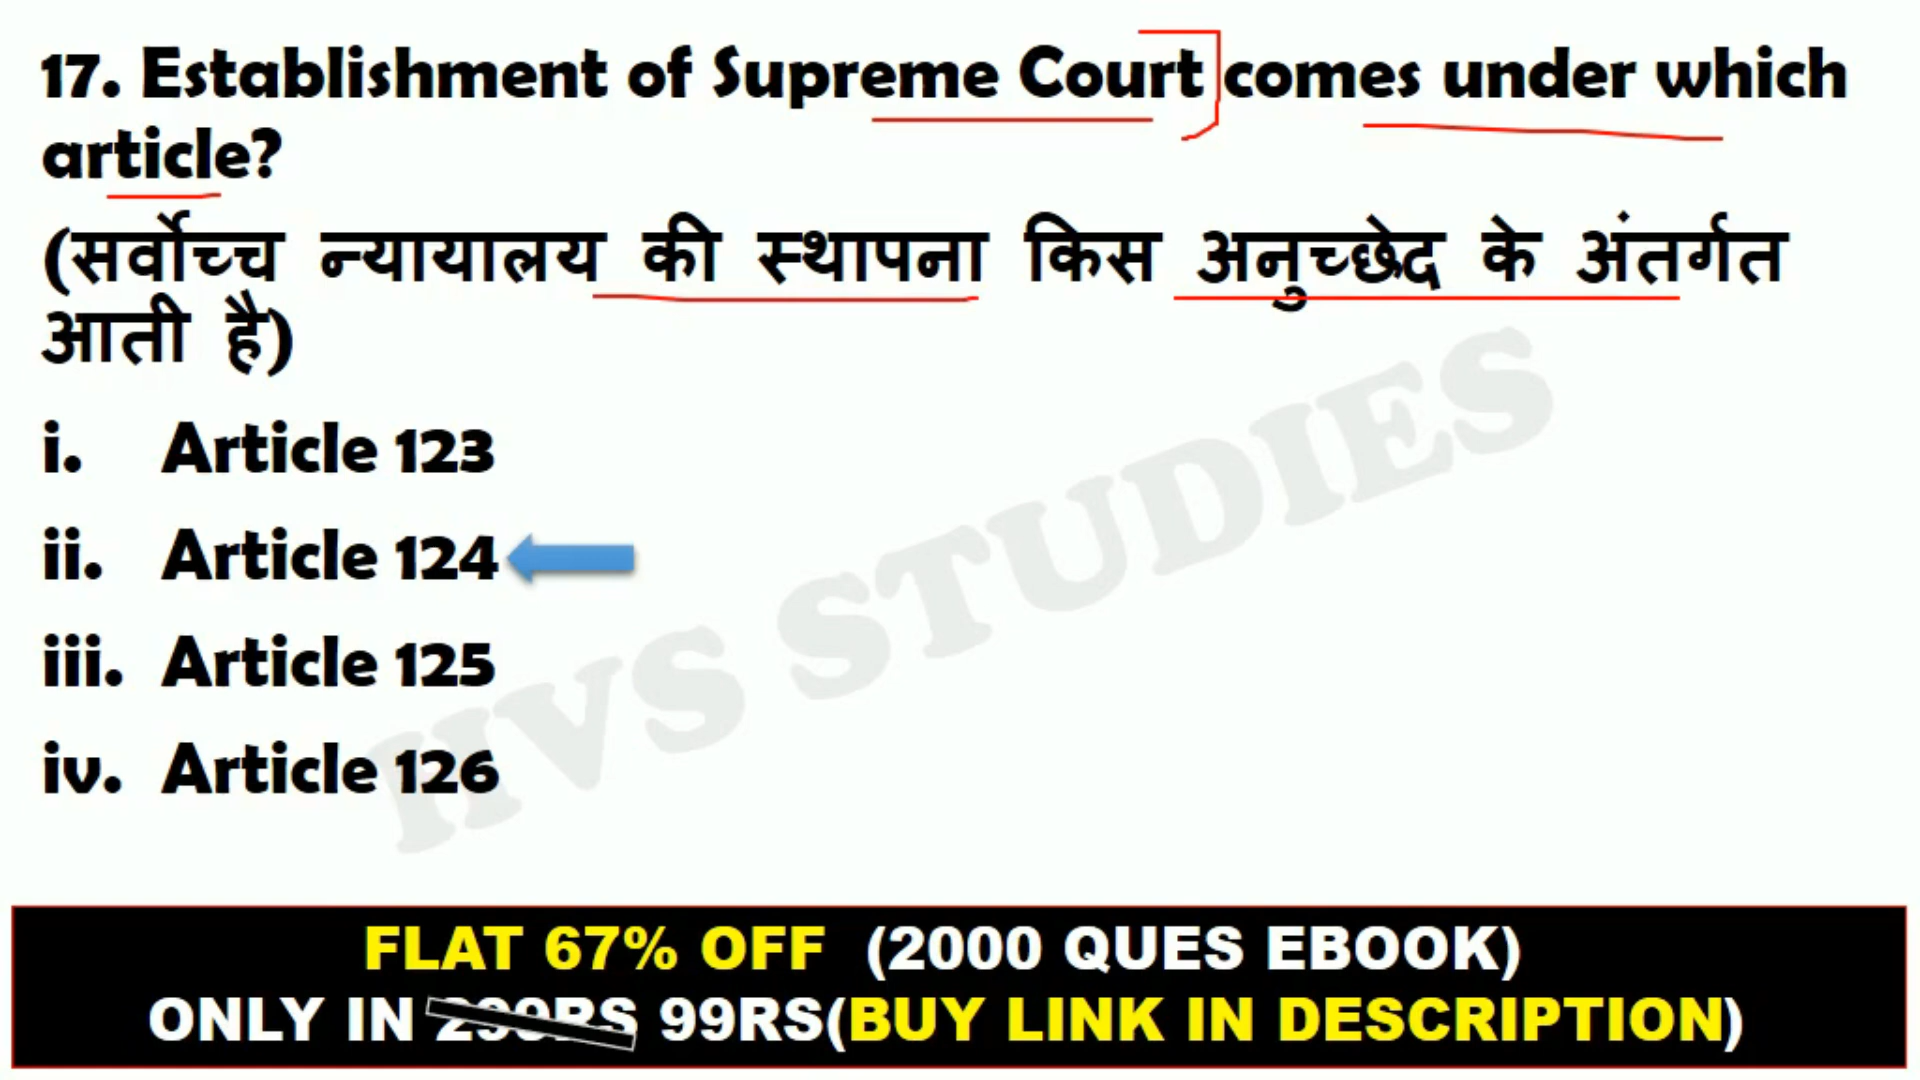 17. Establishment of Supreme Court comes under which
article?
(सर्वोच्च न्यायालय की स्थापना किस अनुच्छेद के अंतर्गत
आती है)
i. Article 123
ii. Article 124
iii. Article 125
iv. Article 126
HVS STUDIES
FLAT 67% OFF (2000 QUES EBOOK)
ONLY IN 299RS 99RS(BUY LINK IN DESCRIPTION)